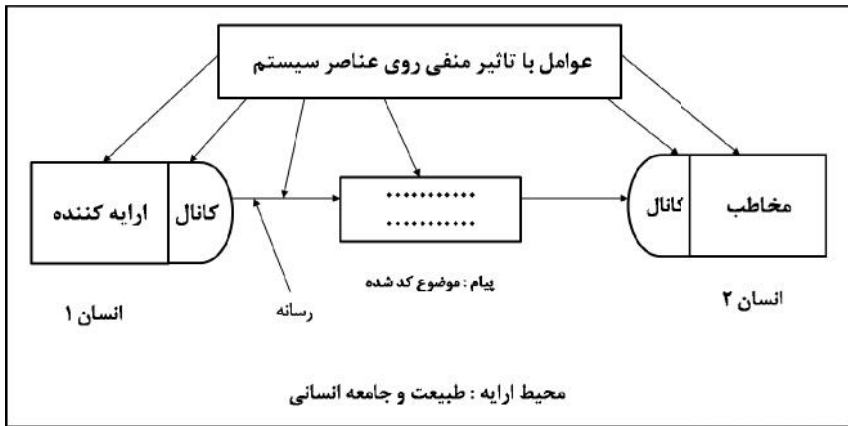 عوامل با تاثیر منفی روی عناصر سیستم
مخاطب
کانال
...........
...........
کانال
ارایه کننده
پیام : موضوع کد شده
انسان ۲
رسانه
انسان ۱
محیط ارایه : طبیعت و جامعه انسانی